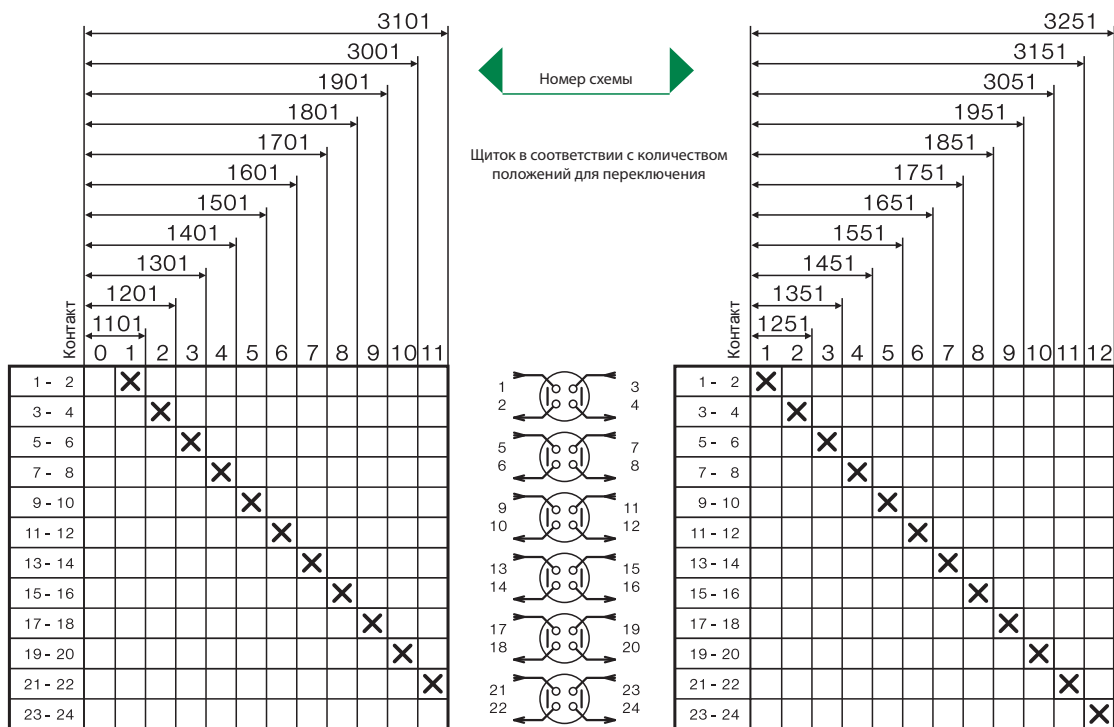 3101
3001
1901
1801
1701
1601
1501
1401
1301
1201
1101
Контакт
0 1 2 3 4 5 6 7 8 9 10 11
1 - 2
3 - 4
5 - 6
7 - 8
9 - 10
11 - 12
13 - 14
15 - 16
17 - 18
19 - 20
21 - 22
23 - 24
Номер схемы
Щиток в соответствии с количеством
положений для переключения
1 3
2 4
5 7
6 8
9 11
10 12
13 15
14 16
17 19
18 20
21 23
22 24
3251
3151
3051
1951
1851
1751
1651
1551
1451
1351
1251
Контакт
1 2 3 4 5 6 7 8 9 10 11 12
1 - 2
3 - 4
5 - 6
7 - 8
9 - 10
11 - 12
13 - 14
15 - 16
17 - 18
19 - 20
21 - 22
23 - 24